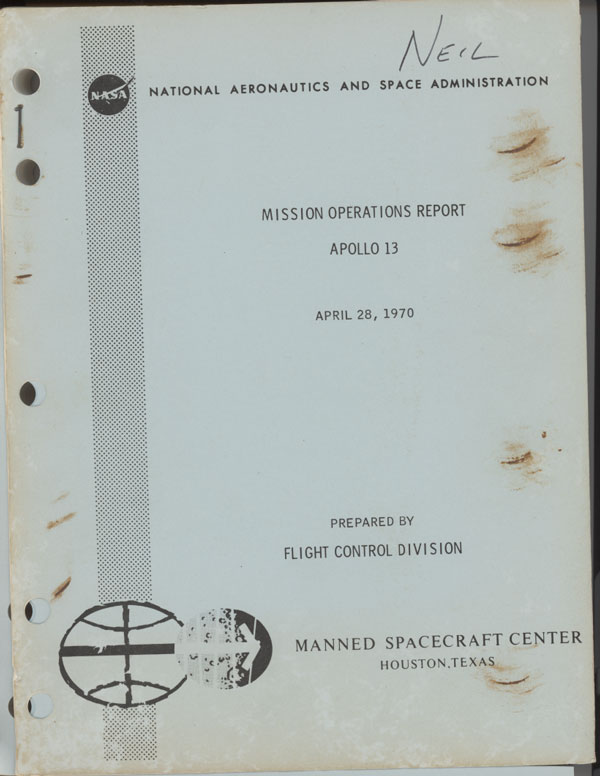 NEIL
NASA
NATIONAL AERONAUTICS AND SPACE ADMINISTRATION
MISSION OPERATIONS REPORT
APOLLO 13
APRIL 28, 1970
PREPARED BY
FLIGHT CONTROL DIVISION
MANNED SPACECRAFT CENTER
HOUSTON, TEXAS